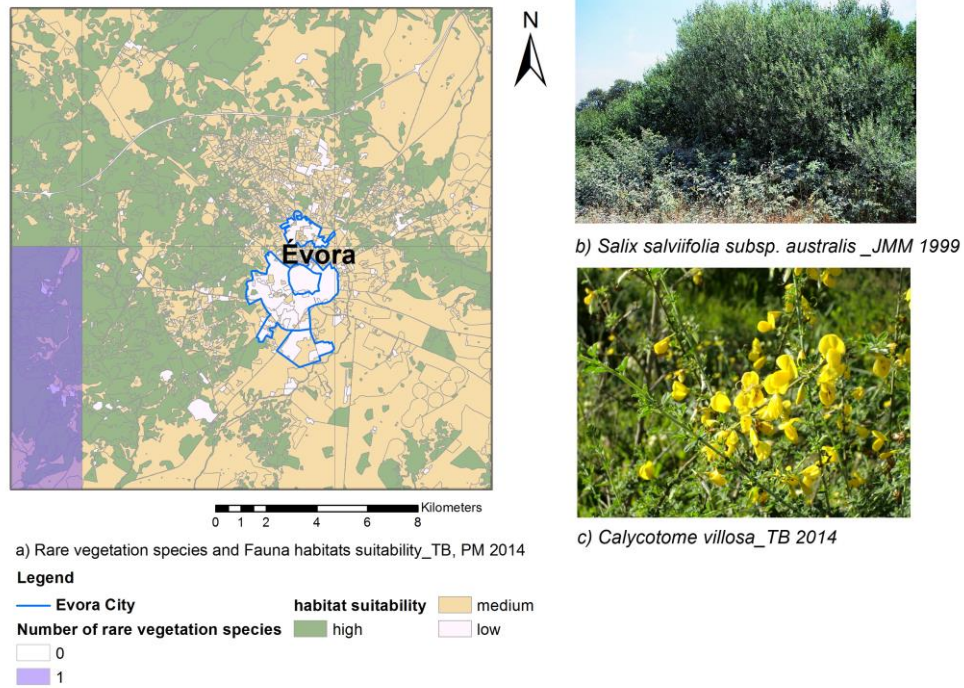 N
Évora
Kilometers
0 1 2 4 6 8
a) Rare vegetation species and Fauna habitats suitability_TB, PM 2014
b) Salix salviifolia subsp. australis _JMM 1999
c) Calycotome villosa_TB 2014
Legend
Evora City
Number of rare vegetation species
0
1
habitat suitability
high
medium
low